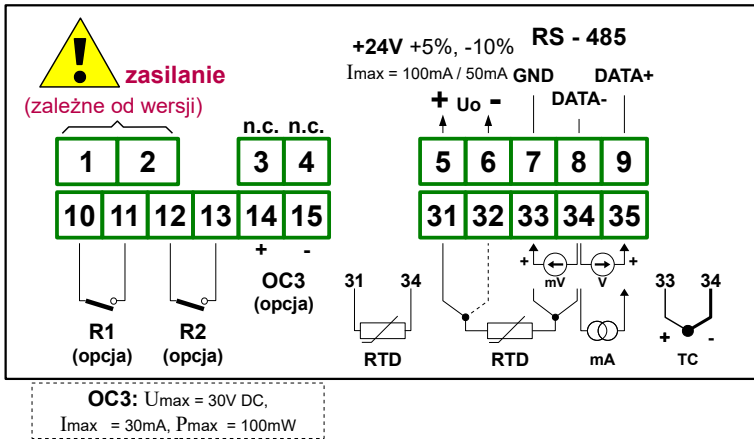 !
zasilanie
(zależne od wersji)
+24V +5%, -10%
Imax = 100mA / 50mA
RS - 485
GND DATA+
DATA-
+ Uo -
n.c. n.c.
1 2 3 4 5 6 7 8 9
10 11 12 13 14 15 31 32 33 34 35
+ -
OC3
(opcja)
R1
(opcja)
R2
(opcja)
31 34
RTD
RTD
+ mV
V +
mA
33 34
+ -
TC
OC3: Umax = 30V DC,
Imax = 30mA, Pmax = 100mW